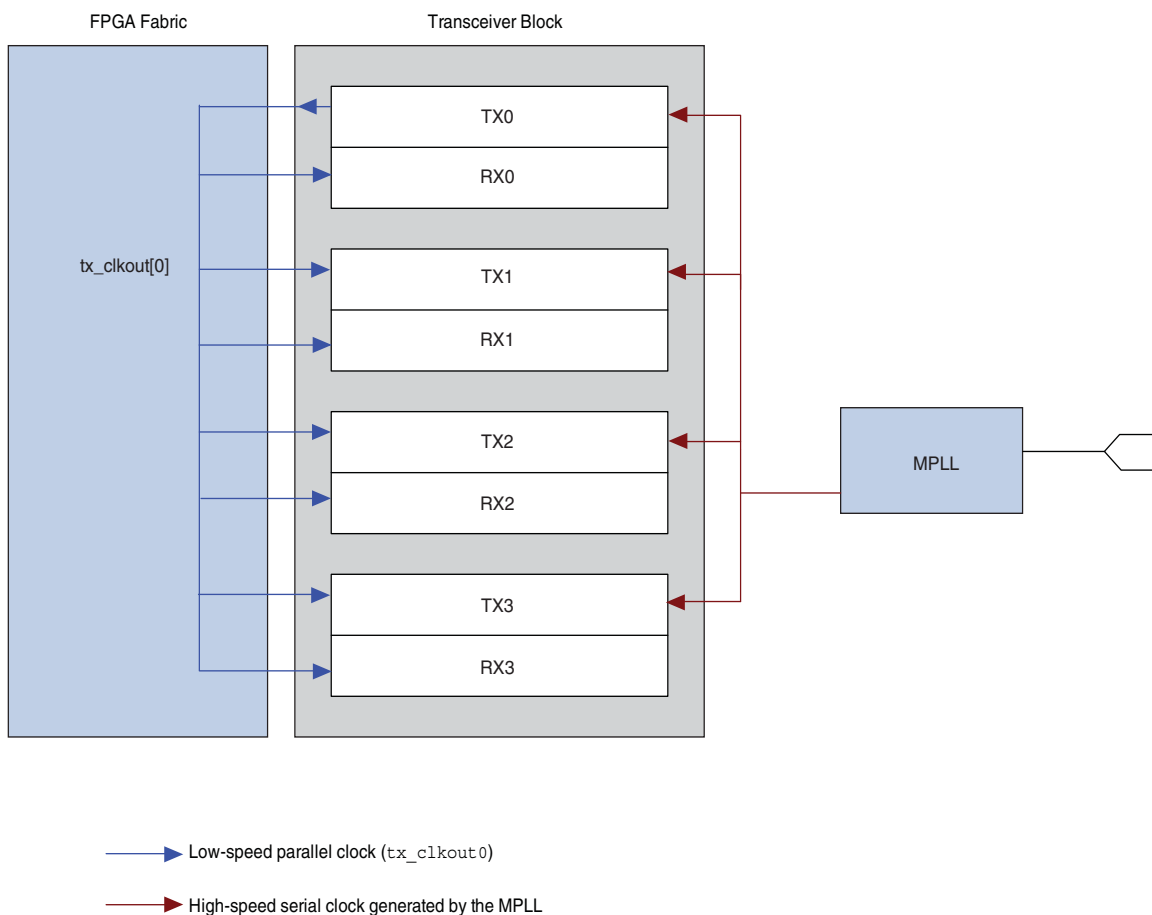 FPGA Fabric
Transceiver Block
TX0
RX0
tx_clkout[0]
TX1
RX1
TX2
RX2
MPLL
TX3
RX3
Low-speed parallel clock (tx_clkout0)
High-speed serial clock generated by the MPLL